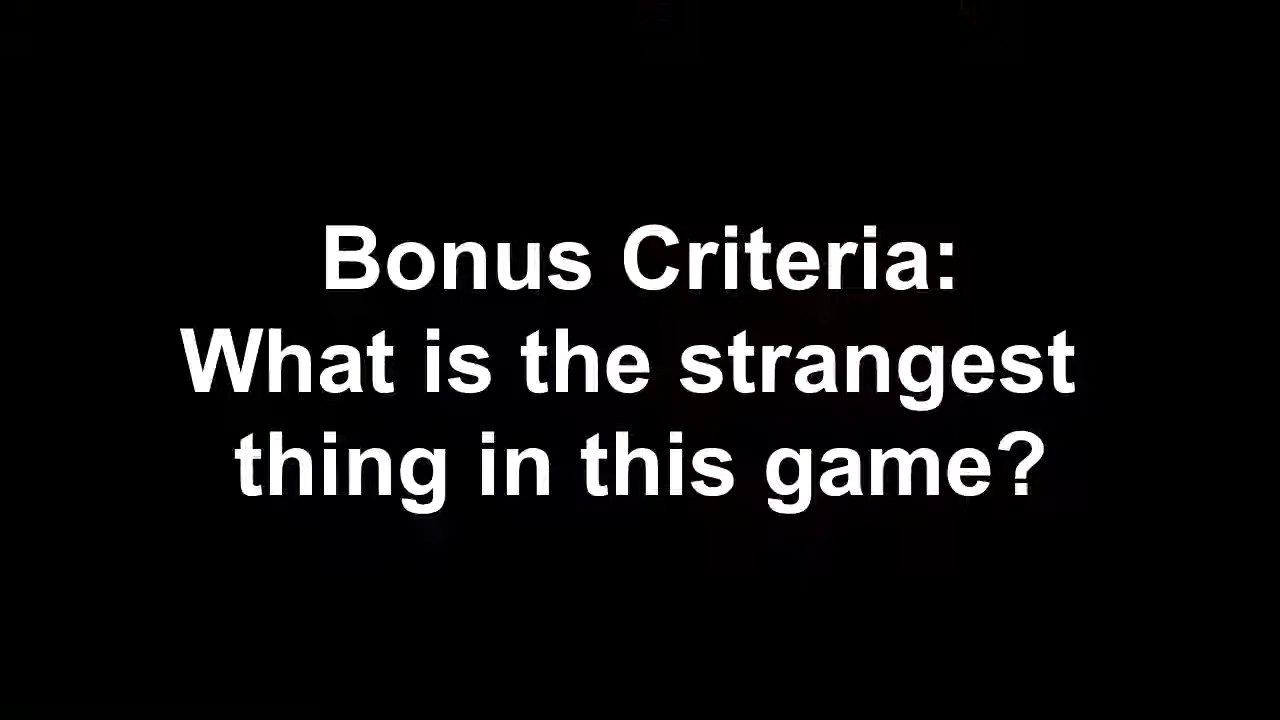 Bonus Criteria:
What is the strangest
thing in this game?